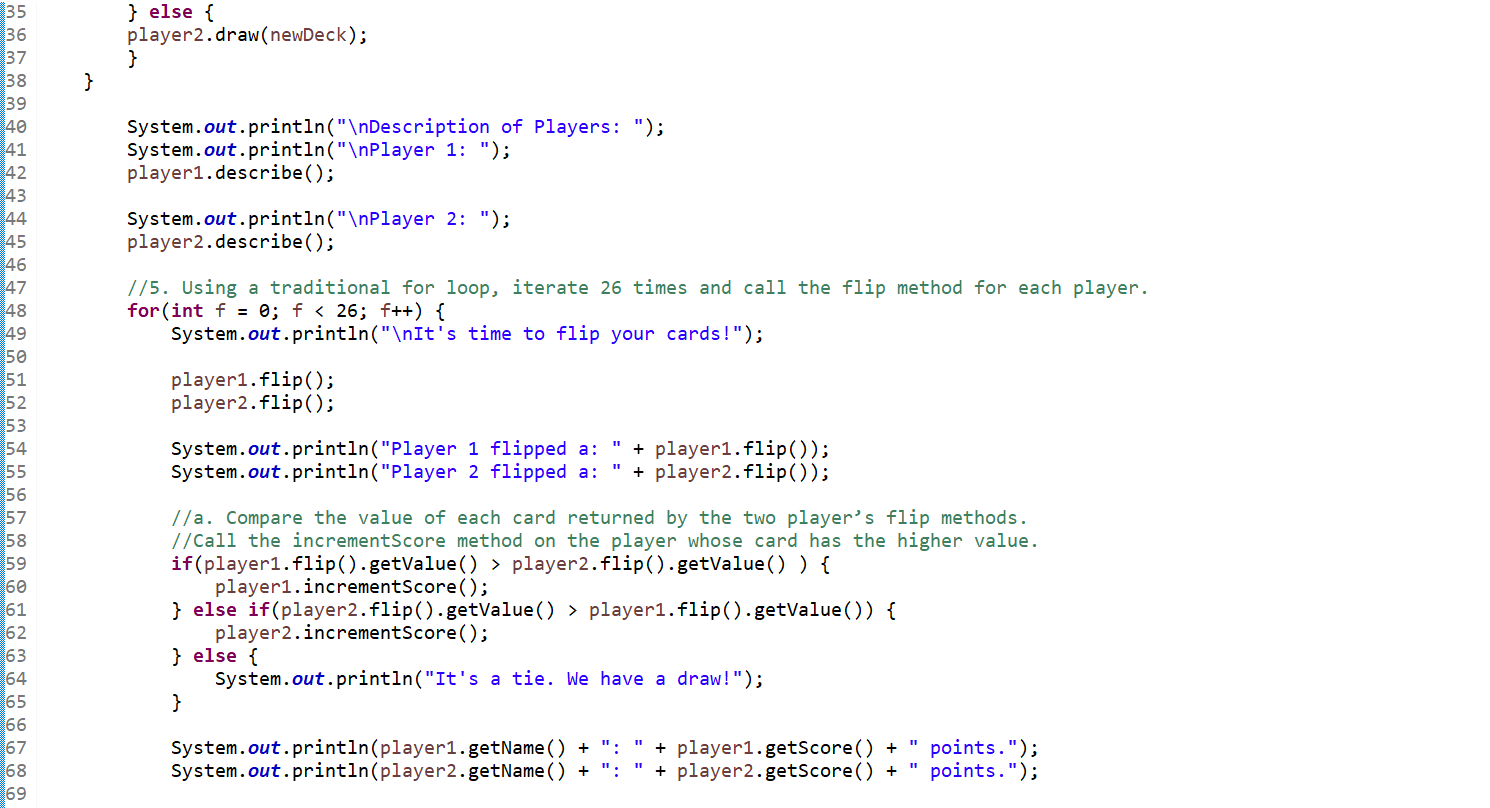 35 } else {
36 player2.draw(newDeck);
37 }
38 }
39
40 System.out.println("\nDescription of Players: ");
41 System.out.println("\nPlayer 1: ");
42 player1.describe();
43
44 System.out.println("\nPlayer 2: ");
45 player2.describe();
46
47 //5. Using a traditional for loop, iterate 26 times and call the flip method for each player.
48 for(int f = 0; f < 26; f++) {
49 System.out.println("\nIt's time to flip your cards!");
50
51 player1.flip();
52 player2.flip();
53
54 System.out.println("Player 1 flipped a: " + player1.flip());
55 System.out.println("Player 2 flipped a: " + player2.flip());
56
57 //a. Compare the value of each card returned by the two player’s flip methods.
58 //Call the incrementScore method on the player whose card has the higher value.
59 if(player1.flip().getValue() > player2.flip().getValue() ) {
60 player1.incrementScore();
61 } else if(player2.flip().getValue() > player1.flip().getValue()) {
62 player2.incrementScore();
63 } else {
64 System.out.println("It's a tie. We have a draw!");
65 }
66
67 System.out.println(player1.getName() + ": " + player1.getScore() + " points.");
68 System.out.println(player2.getName() + ": " + player2.getScore() + " points.");
69